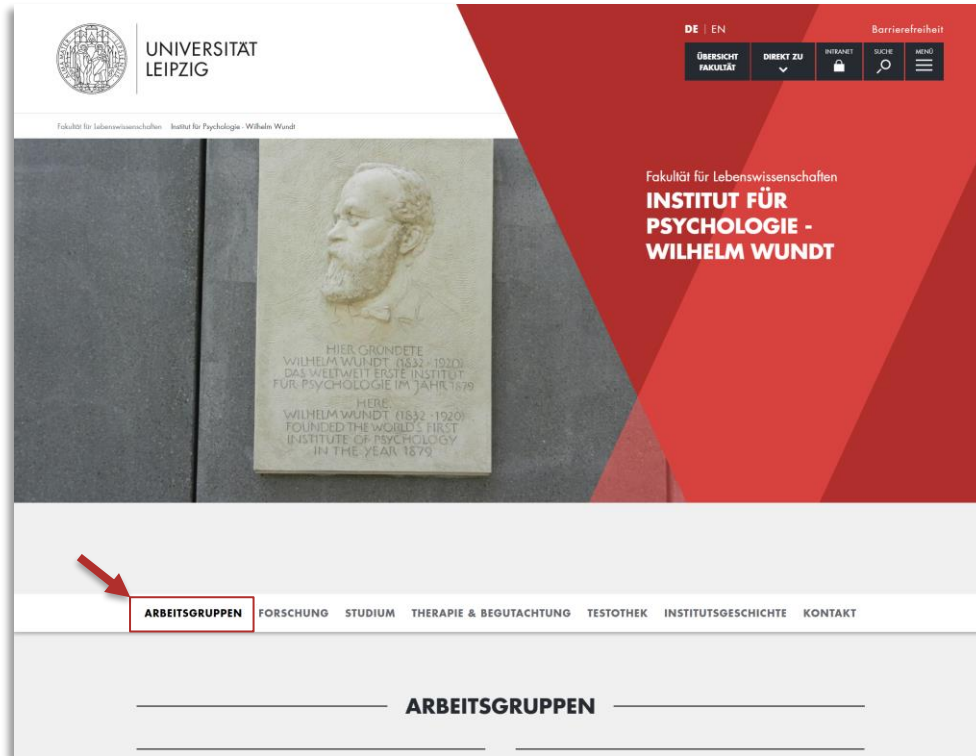 UNIVERSITÄT
LEIPZIG
DE | EN
Barrierefreiheit
ÜBERSICHT
FAKULTÄT
DIREKT ZU
INTRANET
SUCHE
MENÜ
Fakultät für Lebenswissenschaften Institut für Psychologie - Wilhelm Wundt
Fakultät für Lebenswissenschaften
INSTITUT FÜR
PSYCHOLOGIE -
WILHELM WUNDT
HIER GRÜNDETE
WILHELM WUNDT (1832 - 1920)
DAS WELTWEIT ERSTE INSTITUT
FÜR PSYCHOLOGIE IM JAHR 1879
HERE,
WILHELM WUNDT (1832 - 1920)
FOUNDED THE WORLDS FIRST
INSTITUTE OF PSYCHOLOGY
IN THE YEAR 1879
ARBEITSGRUPPEN FORSCHUNG STUDIUM THERAPIE & BEGUTACHTUNG TESTOTHEK INSTITUTSGESCHICHTE KONTAKT
ARBEITSGRUPPEN